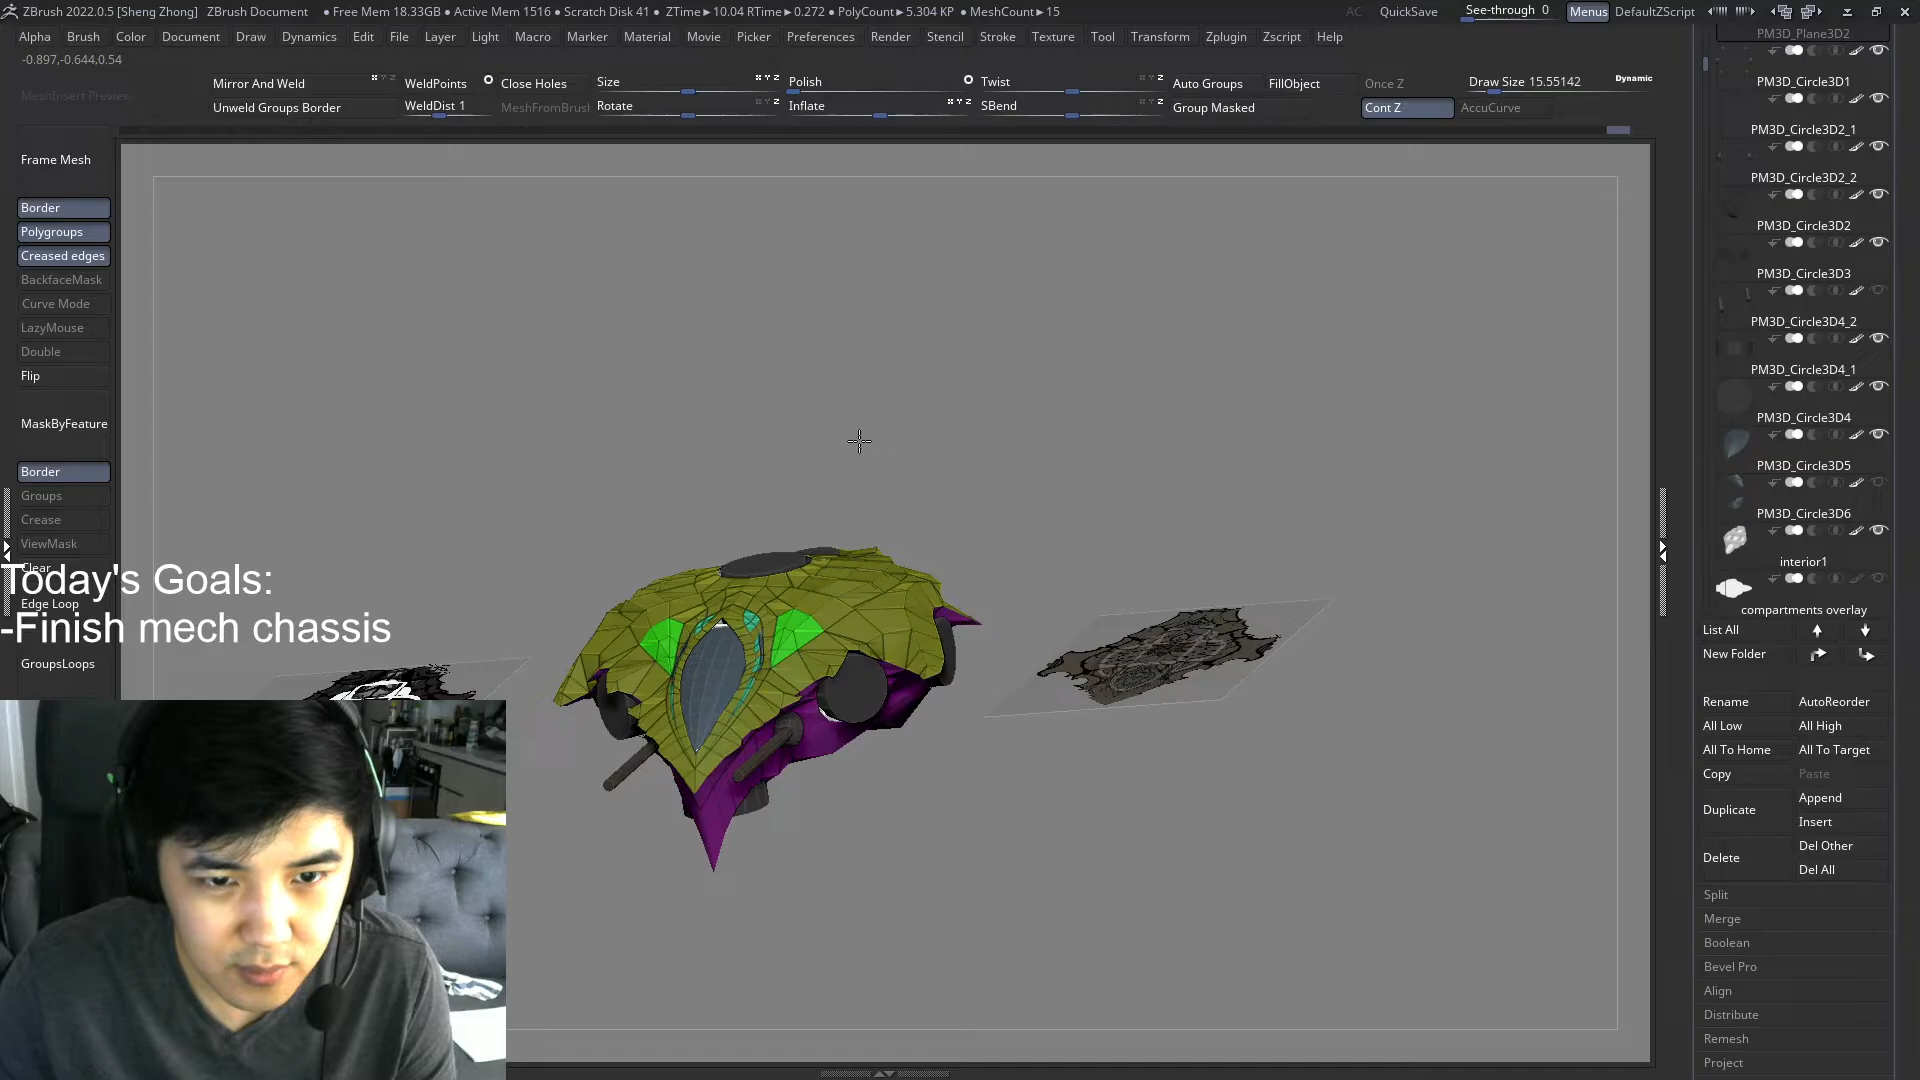 ZBrush 2022.0.5 [Sheng Zhong] ZBrush Document • Free Mem 18.33GB • Active Mem 1516 • Scratch Disk 41 • ZTime▸10.04 RTime▸0.272 • PolyCount▸5.304 KP • MeshCount▸15 AC QuickSave See-through 0 Menus DefaultZScript
Alpha Brush Color Document Draw Dynamics Edit File Layer Light Macro Marker Material Movie Picker Preferences Render Stencil Stroke Texture Tool Transform Zplugin Zscript Help
-0.897,-0.644,0.54
MeshInsert Preview
Mirror And Weld WeldPoints Close Holes Size Polish Twist Auto Groups FillObject Once Z Draw Size 15.55142 Dynamic
Unweld Groups Border WeldDist 1 MeshFromBrus Rotate Inflate SBend Group Masked Cont Z AccuCurve
Frame Mesh
Border
Polygroups
Creased edges
BackfaceMask
Curve Mode
LazyMouse
Double
Flip
MaskByFeature
Border
Groups
Crease
ViewMask
Clear
Today's Goals:
Edge Loop
-Finish mech chassis
GroupsLoops
PM3D_Plane3D2
PM3D_Circle3D1
PM3D_Circle3D2_1
PM3D_Circle3D2_2
PM3D_Circle3D2
PM3D_Circle3D3
PM3D_Circle3D4_2
PM3D_Circle3D4_1
PM3D_Circle3D4
PM3D_Circle3D5
PM3D_Circle3D6
interior1
compartments overlay
List All
New Folder
Rename AutoReorder
All Low All High
All To Home All To Target
Copy Paste
Duplicate Append
Insert
Delete Del Other
Del All
Split
Merge
Boolean
Bevel Pro
Align
Distribute
Remesh
Project